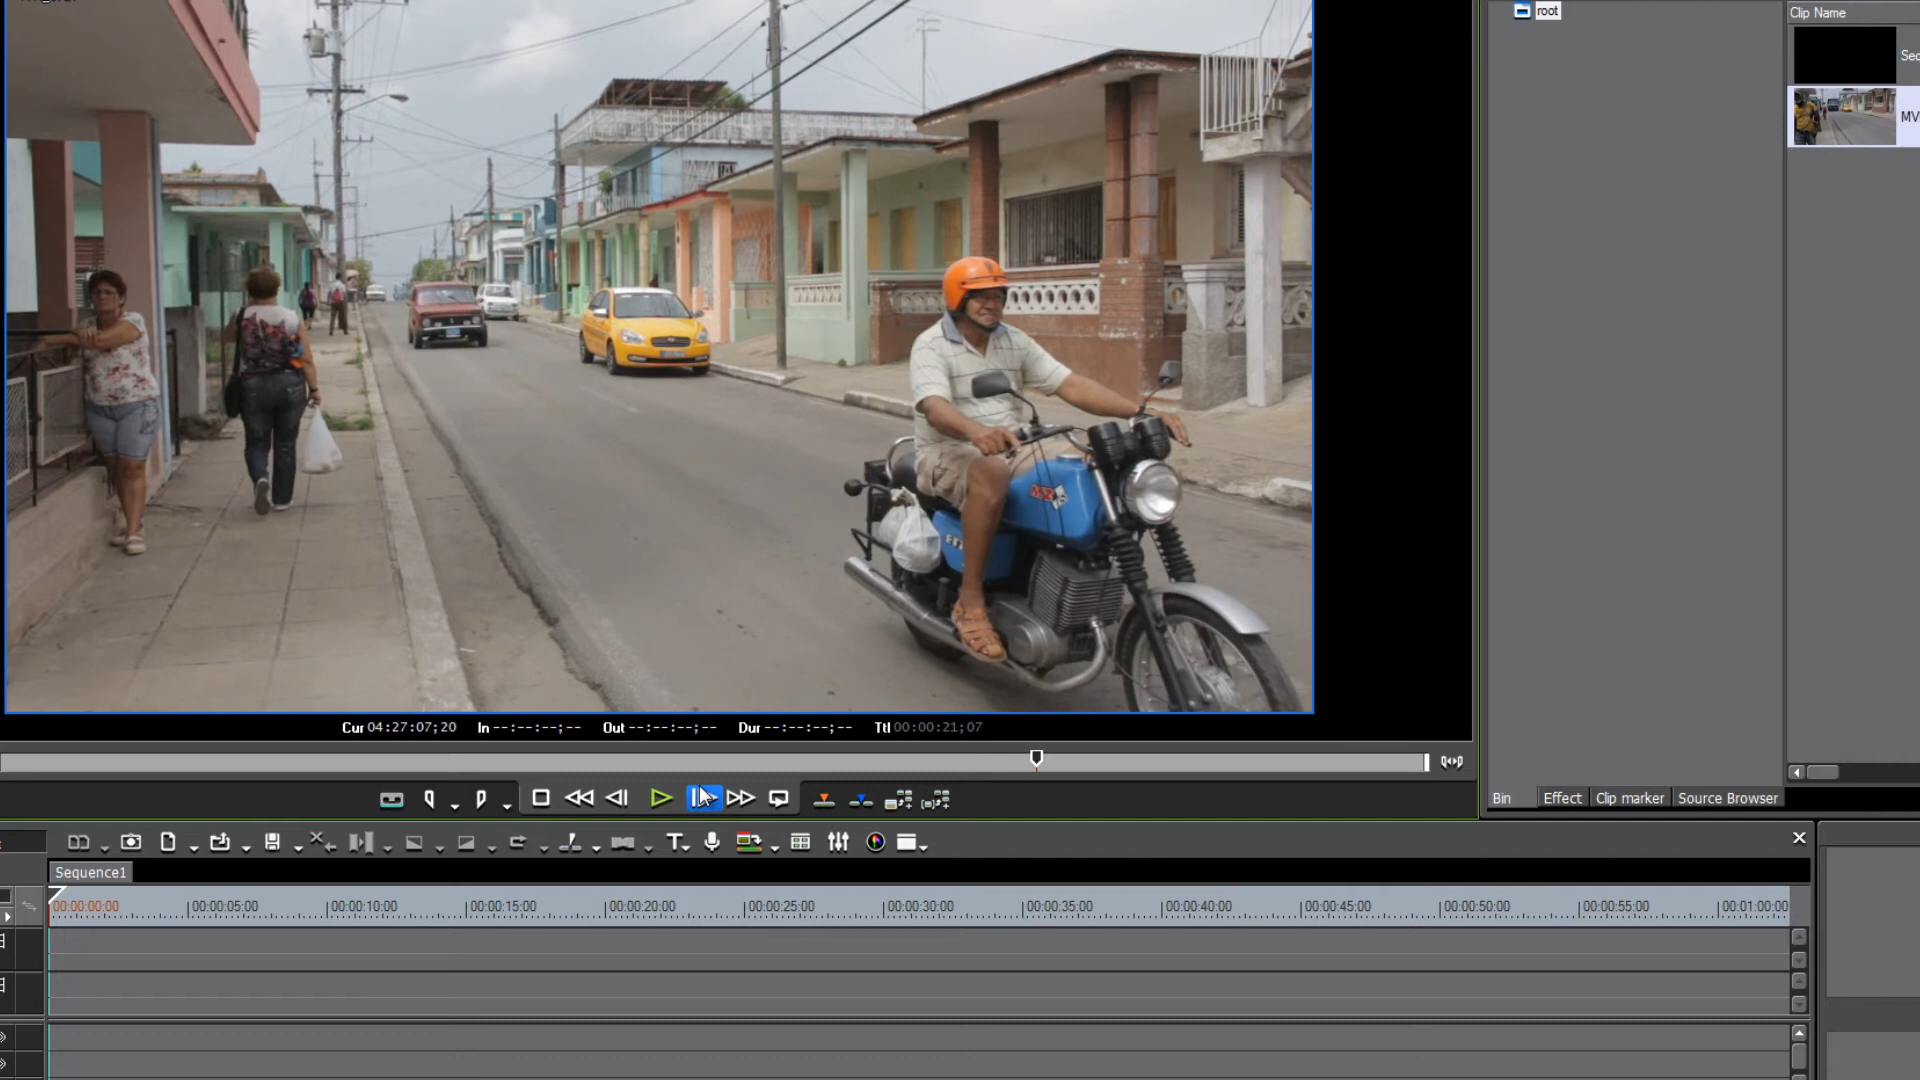 root
Clip Name
Sec
MV
MZ
Cur 04:27:07;20 In --:--:--;-- Out --:--:--;-- Dur --:--:--;-- Ttl 00:00:21;07
Bin Effect Clip marker Source Browser
Sequence1
00:00:00:00 00:00:05:00 00:00:10:00 00:00:15:00 00:00:20:00 00:00:25:00 00:00:30:00 00:00:35:00 00:00:40:00 00:00:45:00 00:00:50:00 00:00:55:00 00:01:00:00